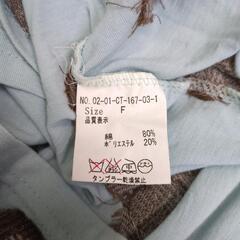 NO.02-01-CT-167-03-1
Size F
品質表示
綿 80%
ポリエステル 20%
タンブラー乾燥禁止